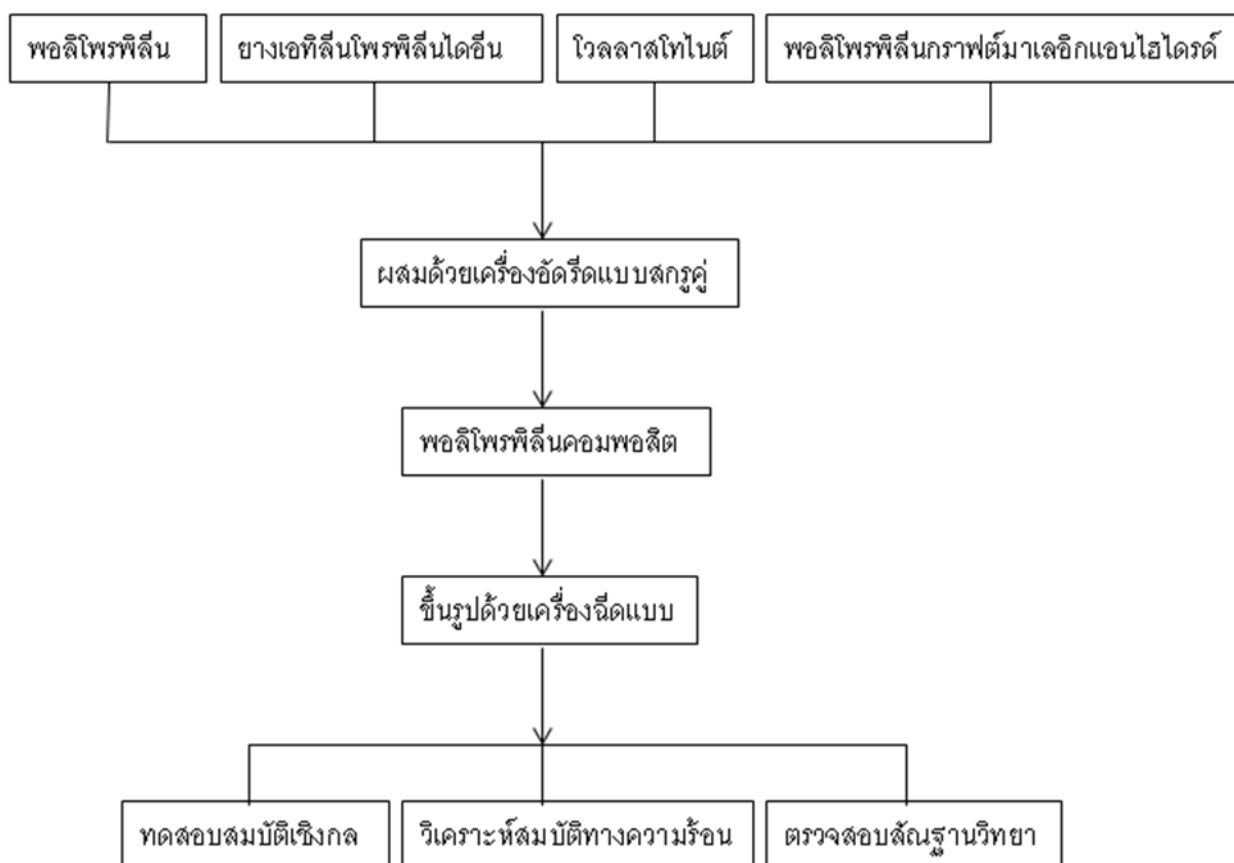 พอลิโพรพิลีน
ยางเอทิลีนโพรพิลีนไดอีน
โวลลาสโทไนต์
พอลิโพรพิลีนกราฟต์มาเลอิกแอนไฮไดรด์
ผสมด้วยเครื่องอัดรีดแบบสกรูคู่
พอลิโพรพิลีนคอมพอสิต
ขึ้นรูปด้วยเครื่องฉีดแบบ
ทดสอบสมบัติเชิงกล
วิเคราะห์สมบัติทางความร้อน
ตรวจสอบสัณฐานวิทยา